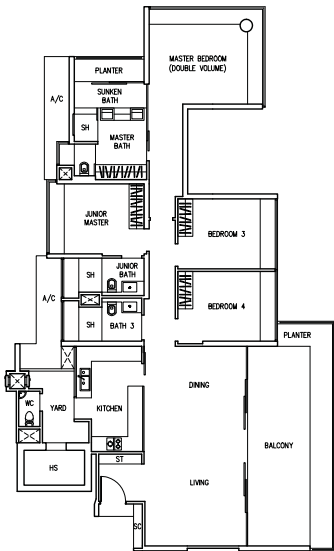 MASTER BEDROOM
(DOUBLE VOLUME)
PLANTER
A/C
SUNKEN
BATH
SH
MASTER
BATH
JUNIOR
MASTER
BEDROOM 3
SH
JUNIOR
BATH
A/C
SH
BATH 3
BEDROOM 4
PLANTER
DINING
WC
YARD
KITCHEN
BALCONY
HS
ST
LIVING
SC